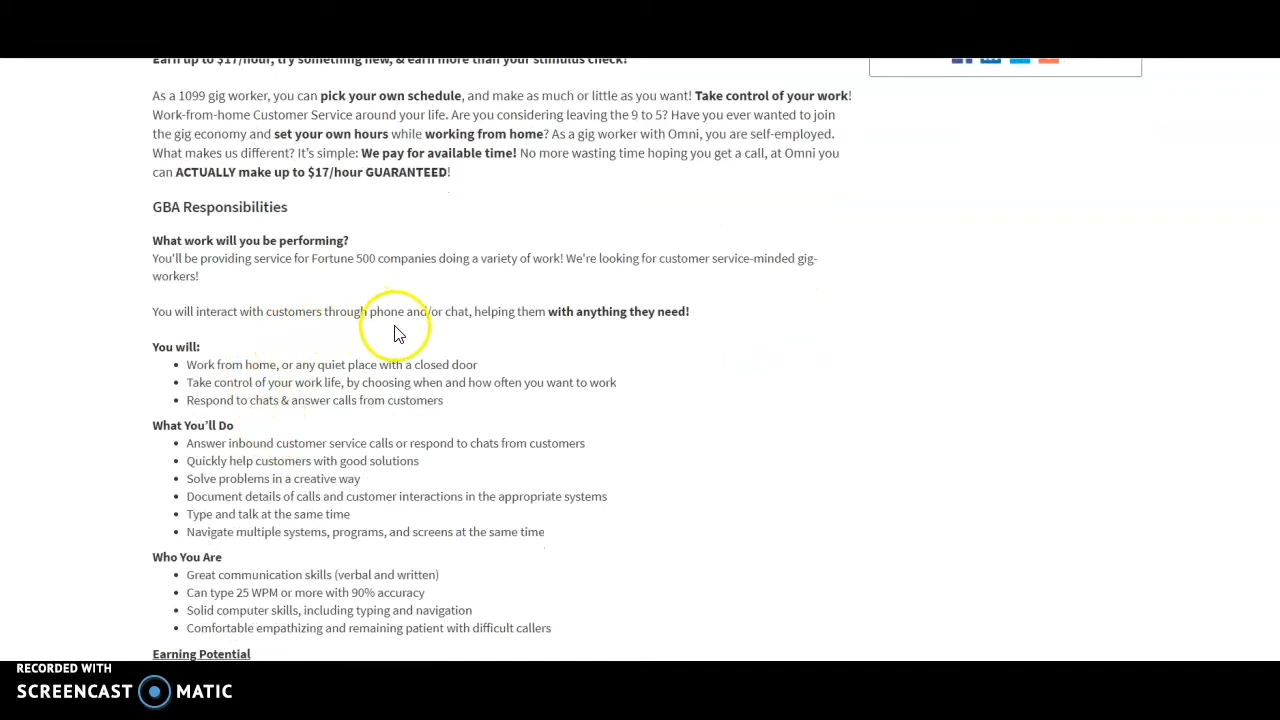 Earn up to $17/hour, try something new, & earn more than your stimulus check!
As a 1099 gig worker, you can pick your own schedule, and make as much or little as you want! Take control of your work!
Work-from-home Customer Service around your life. Are you considering leaving the 9 to 5? Have you ever wanted to join
the gig economy and set your own hours while working from home? As a gig worker with Omni, you are self-employed.
What makes us different? It's simple: We pay for available time! No more wasting time hoping you get a call, at Omni you
can ACTUALLY make up to $17/hour GUARANTEED!
GBA Responsibilities
What work will you be performing?
You'll be providing service for Fortune 500 companies doing a variety of work! We're looking for customer service-minded gig-
workers!
You will interact with customers through phone and/or chat, helping them with anything they need!
You will:
• Work from home, or any quiet place with a closed door
• Take control of your work life, by choosing when and how often you want to work
• Respond to chats & answer calls from customers
What You'll Do
• Answer inbound customer service calls or respond to chats from customers
• Quickly help customers with good solutions
• Solve problems in a creative way
• Document details of calls and customer interactions in the appropriate systems
• Type and talk at the same time
• Navigate multiple systems, programs, and screens at the same time
Who You Are
• Great communication skills (verbal and written)
• Can type 25 WPM or more with 90% accuracy
• Solid computer skills, including typing and navigation
• Comfortable empathizing and remaining patient with difficult callers
Earning Potential
RECORDED WITH
SCREENCAST MATIC